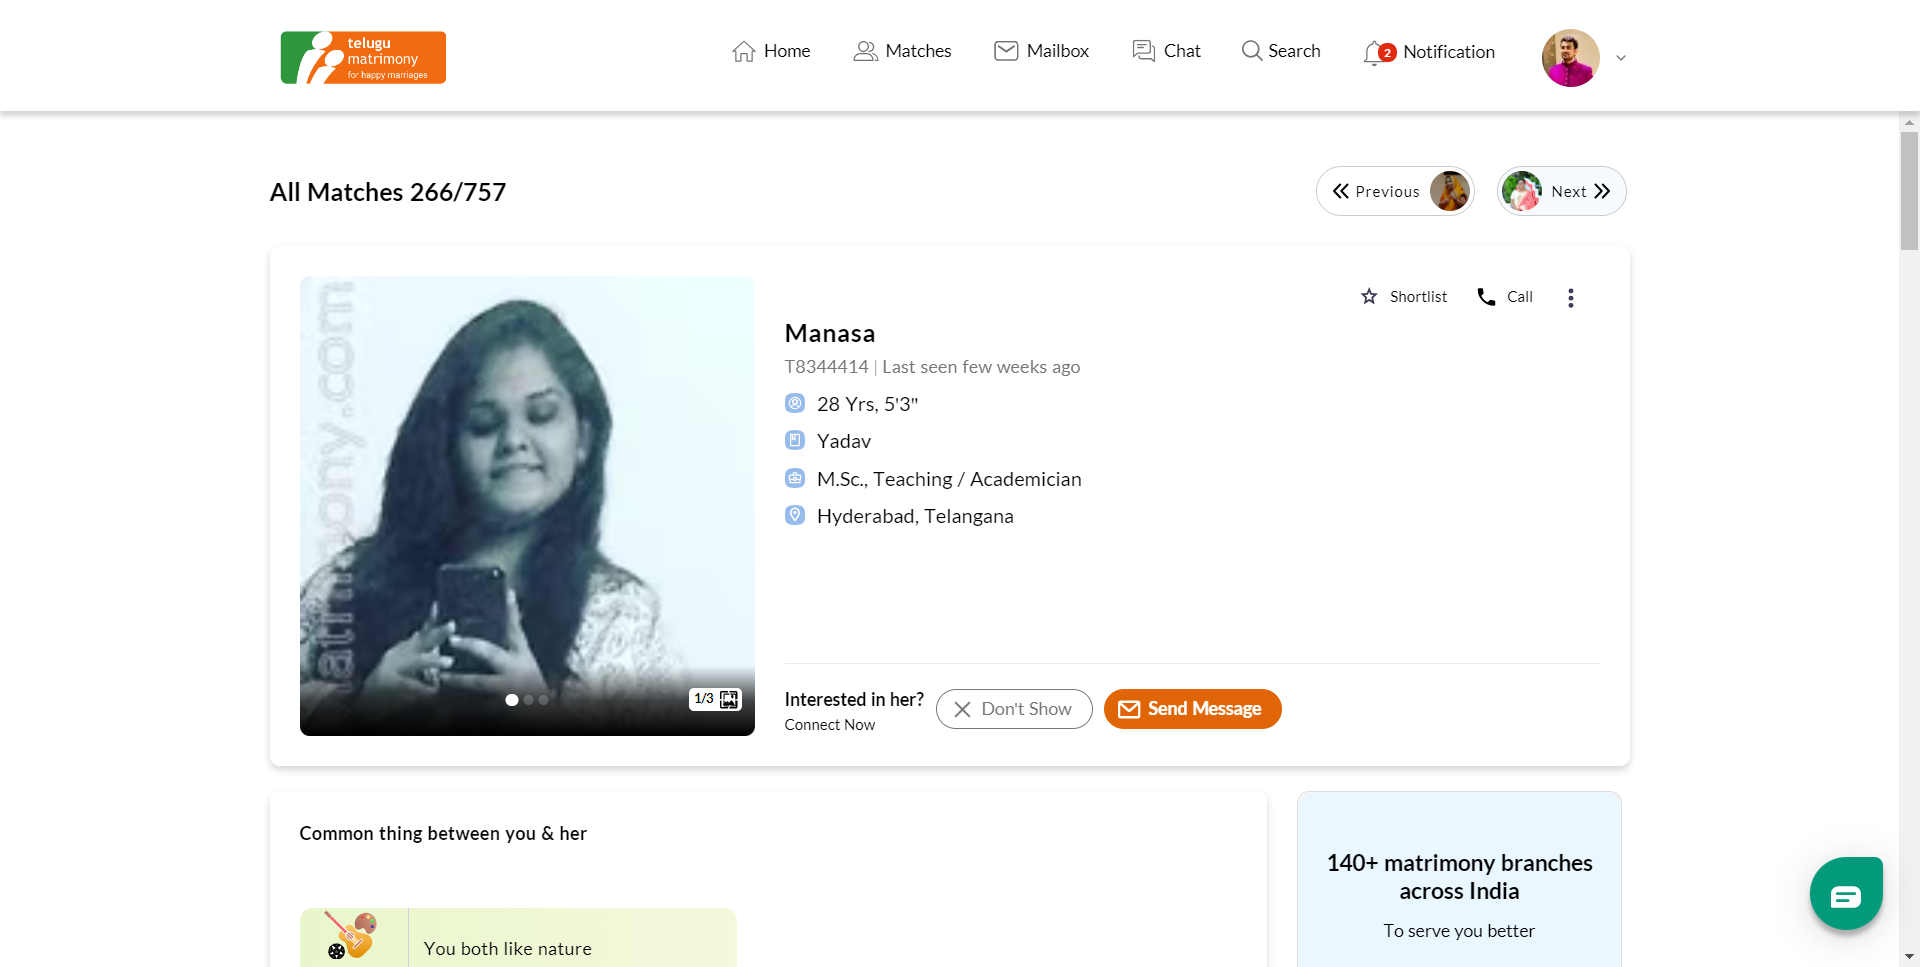 telugu
matrimony
for happy marriages
Home
Matches
Mailbox
Chat
Search
2
Notification
All Matches 266/757
Previous
Next
Shortlist
Call
Manasa
T8344414 | Last seen few weeks ago
28 Yrs, 5'3"
Yadav
M.Sc., Teaching / Academician
Hyderabad, Telangana
atrimony.com
1/3
Interested in her?
Connect Now
Don't Show
Send Message
Common thing between you & her
You both like nature
140+ matrimony branches
across India
To serve you better